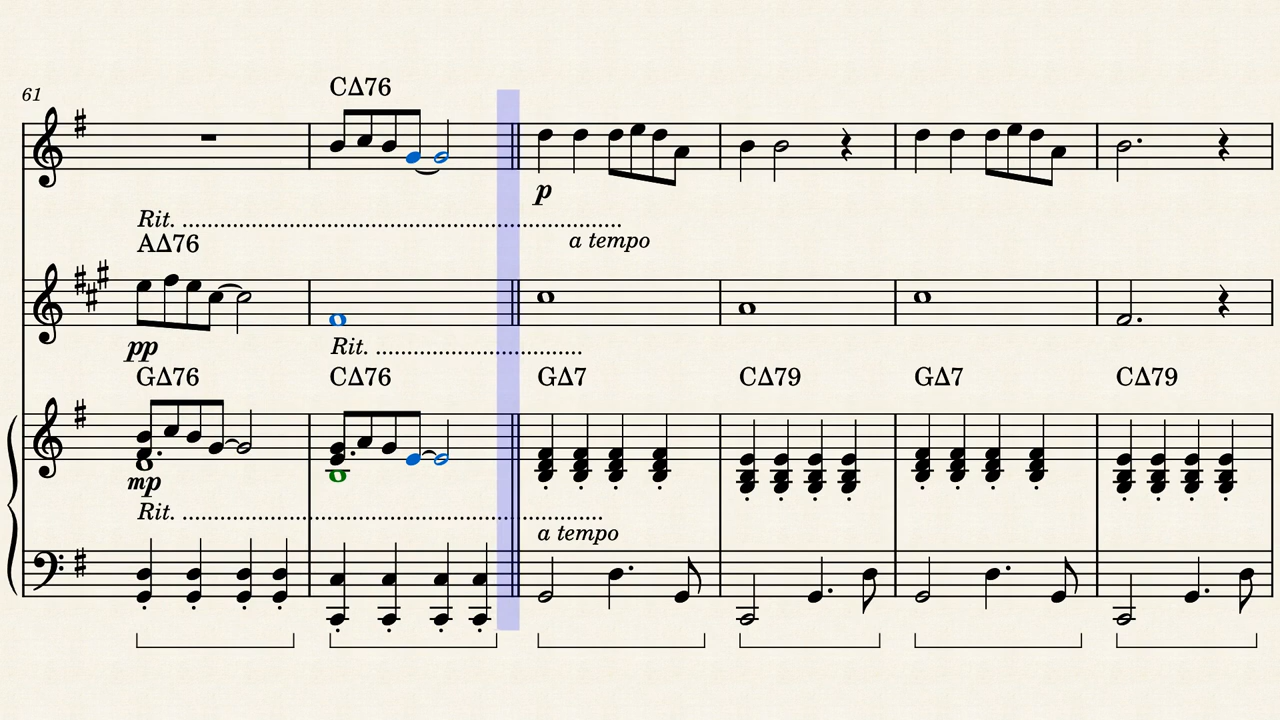 61
CΔ76
p
Rit. ............................................................................
a tempo
AΔ76
pp
Rit. ....................................
GΔ76 CΔ76 GΔ7 CΔ79 GΔ7 CΔ79
mp
Rit. .........................................................................
a tempo